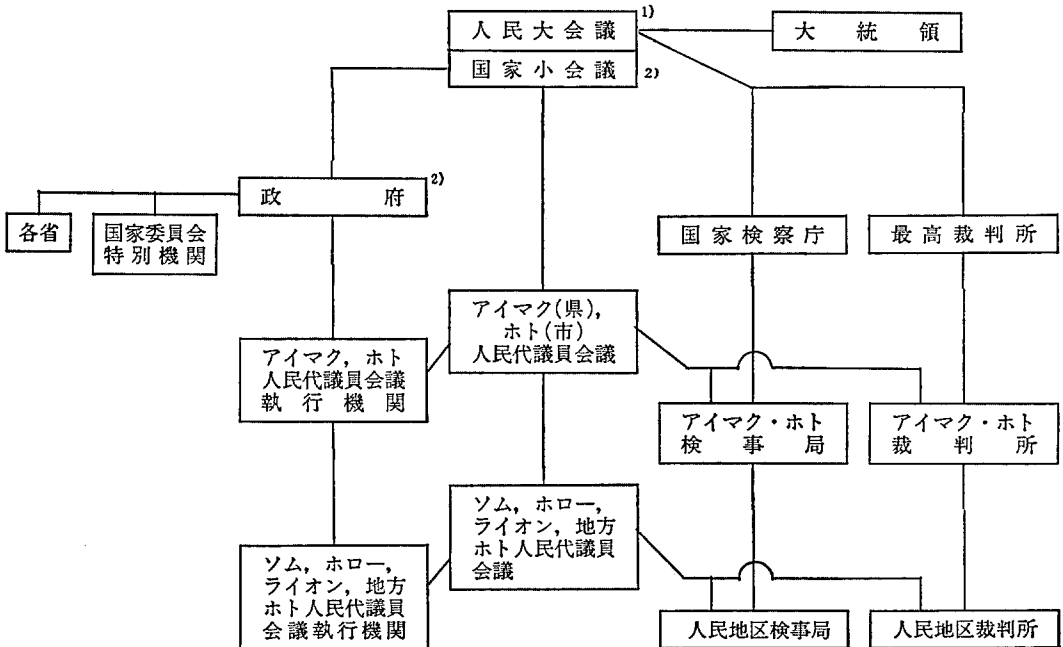 人民大会議 1)
大統領
国家小会議 2)
政府 2)
各省
国家委員会
特別機関
国家検察庁
最高裁判所
アイマク(県),
ホト(市)
人民代議員会議
アイマク, ホト
人民代議員会議
執行機関
アイマク・ホト
検事局
アイマク・ホト
裁判所
ソム, ホロー,
ライオン, 地方
ホト人民代議員
会議
ソム, ホロー,
ライオン, 地方
ホト人民代議員
会議執行機関
人民地区検事局
人民地区裁判所